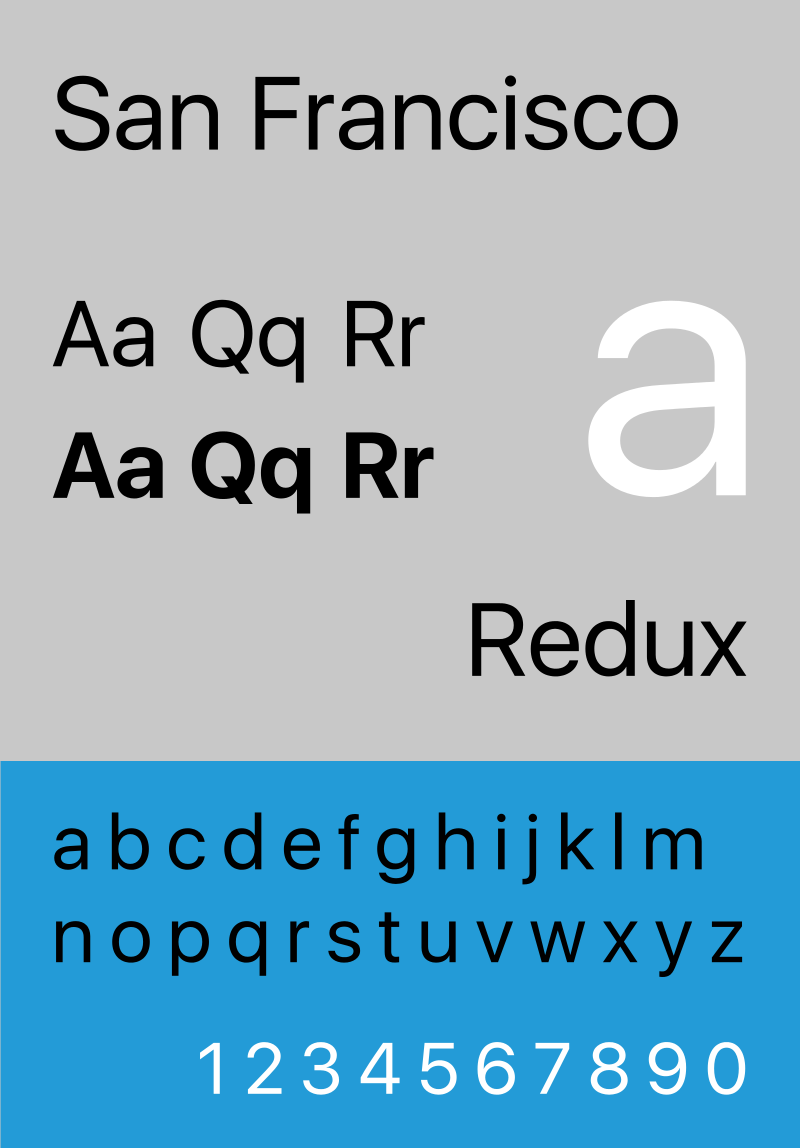 San Francisco
Aa Qq Rr
a
Aa Qq Rr
Redux
a b c d e f g h i j k l m
n o p q r s t u v w x y z
1 2 3 4 5 6 7 8 9 0